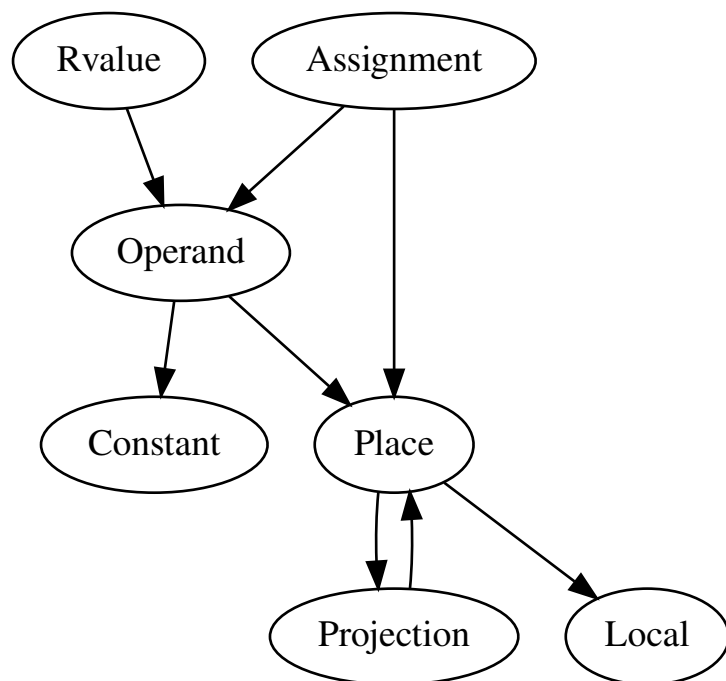 Rvalue
Assignment
Operand
Constant
Place
Projection
Local